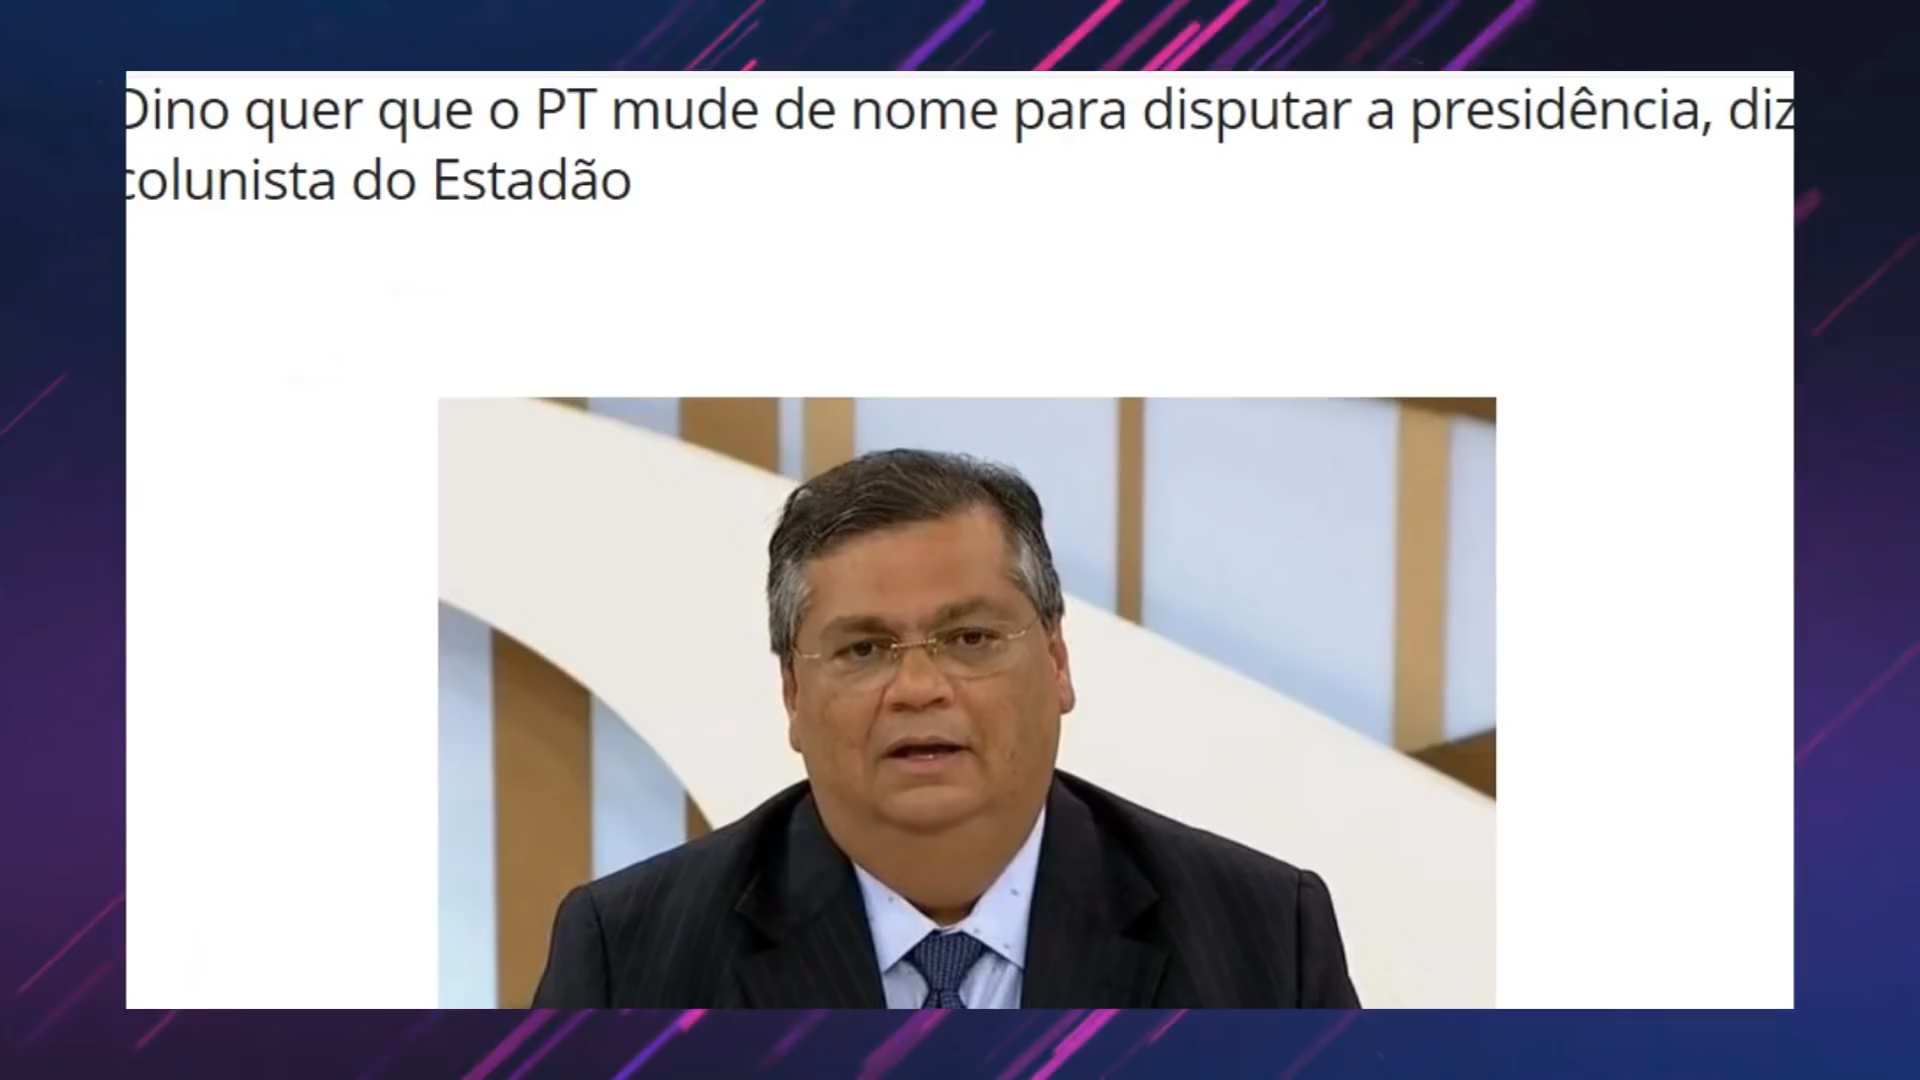 Dino quer que o PT mude de nome para disputar a presidência, diz
colunista do Estadão